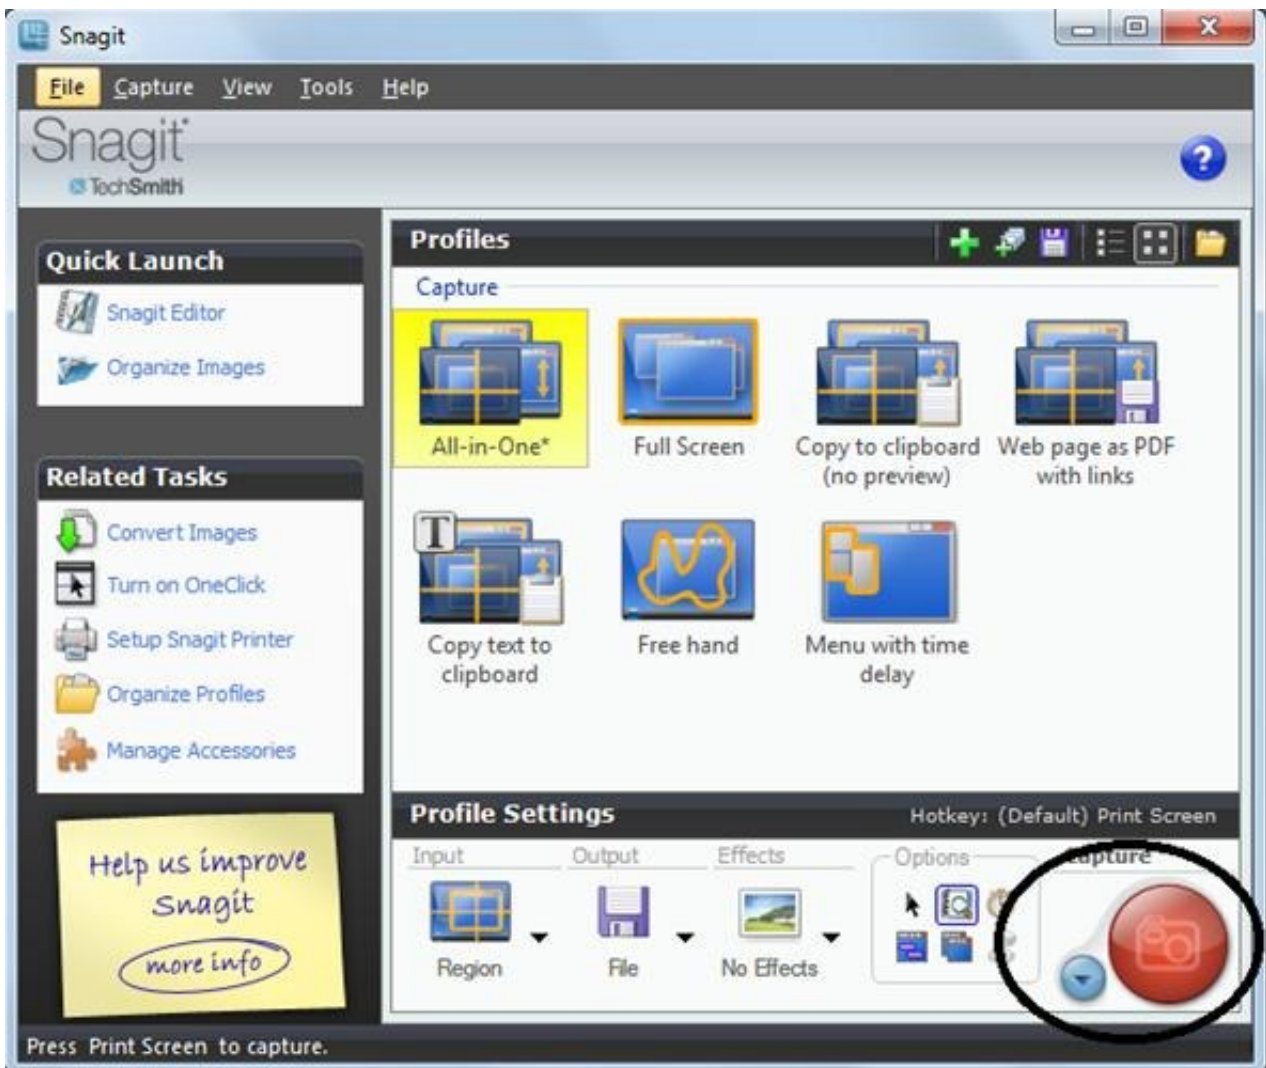 Snagit
File Capture View Tools Help
Snagit
TechSmith
Quick Launch
Snagit Editor
Organize Images
Related Tasks
Convert Images
Turn on OneClick
Setup Snagit Printer
Organize Profiles
Manage Accessories
Help us improve
Snagit
more info
Profiles
Capture
All-in-One*
Full Screen
Copy to clipboard
(no preview)
Web page as PDF
with links
T
Copy text to
clipboard
Free hand
Menu with time
delay
Profile Settings
Hotkey: (Default) Print Screen
Input
Output
Effects
Options
Capture
Region
File
No Effects
Press Print Screen to capture.